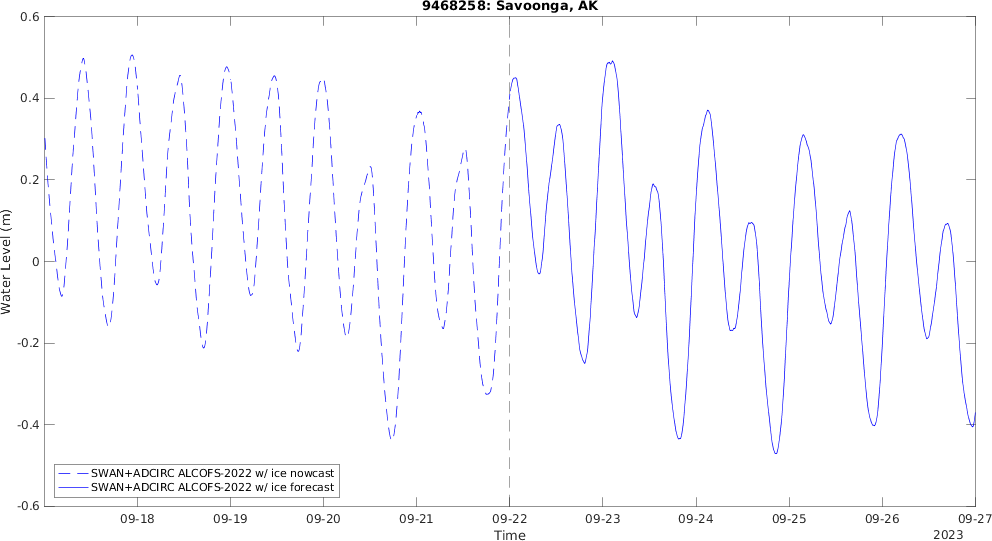 9468258: Savoonga, AK
0.6
0.4
0.2
0
-0.2
-0.4
-0.6
Water Level (m)
SWAN+ADCIRC ALCOFS-2022 w/ ice nowcast
SWAN+ADCIRC ALCOFS-2022 w/ ice forecast
09-18 09-19 09-20 09-21 09-22 09-23 09-24 09-25 09-26 09-27
Time
2023